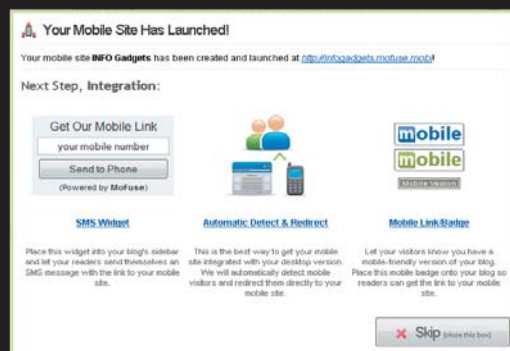 Your Mobile Site Has Launched!
Your mobile site INFO Gadgets has been created and launched at http://infogadgets.mofuse.mobi!
Next Step, Integration:
Get Our Mobile Link
your mobile number
Send to Phone
(Powered by MoFuse)
mobile
mobile
Mobile Version
SMS Widget
Automatic Detect & Redirect
Mobile Link/Badge
Place this widget into your blog's sidebar
and let your readers send themselves an
SMS message with the link to your mobile
site.
This is the best way to get your mobile
site integrated with your desktop version.
We will automatically detect mobile
visitors and redirect them directly to your
mobile site.
Let your visitors know you have a
mobile-friendly version of your blog.
Place this mobile badge onto your blog so
readers can get the link to your mobile
site.
Skip (close this box)